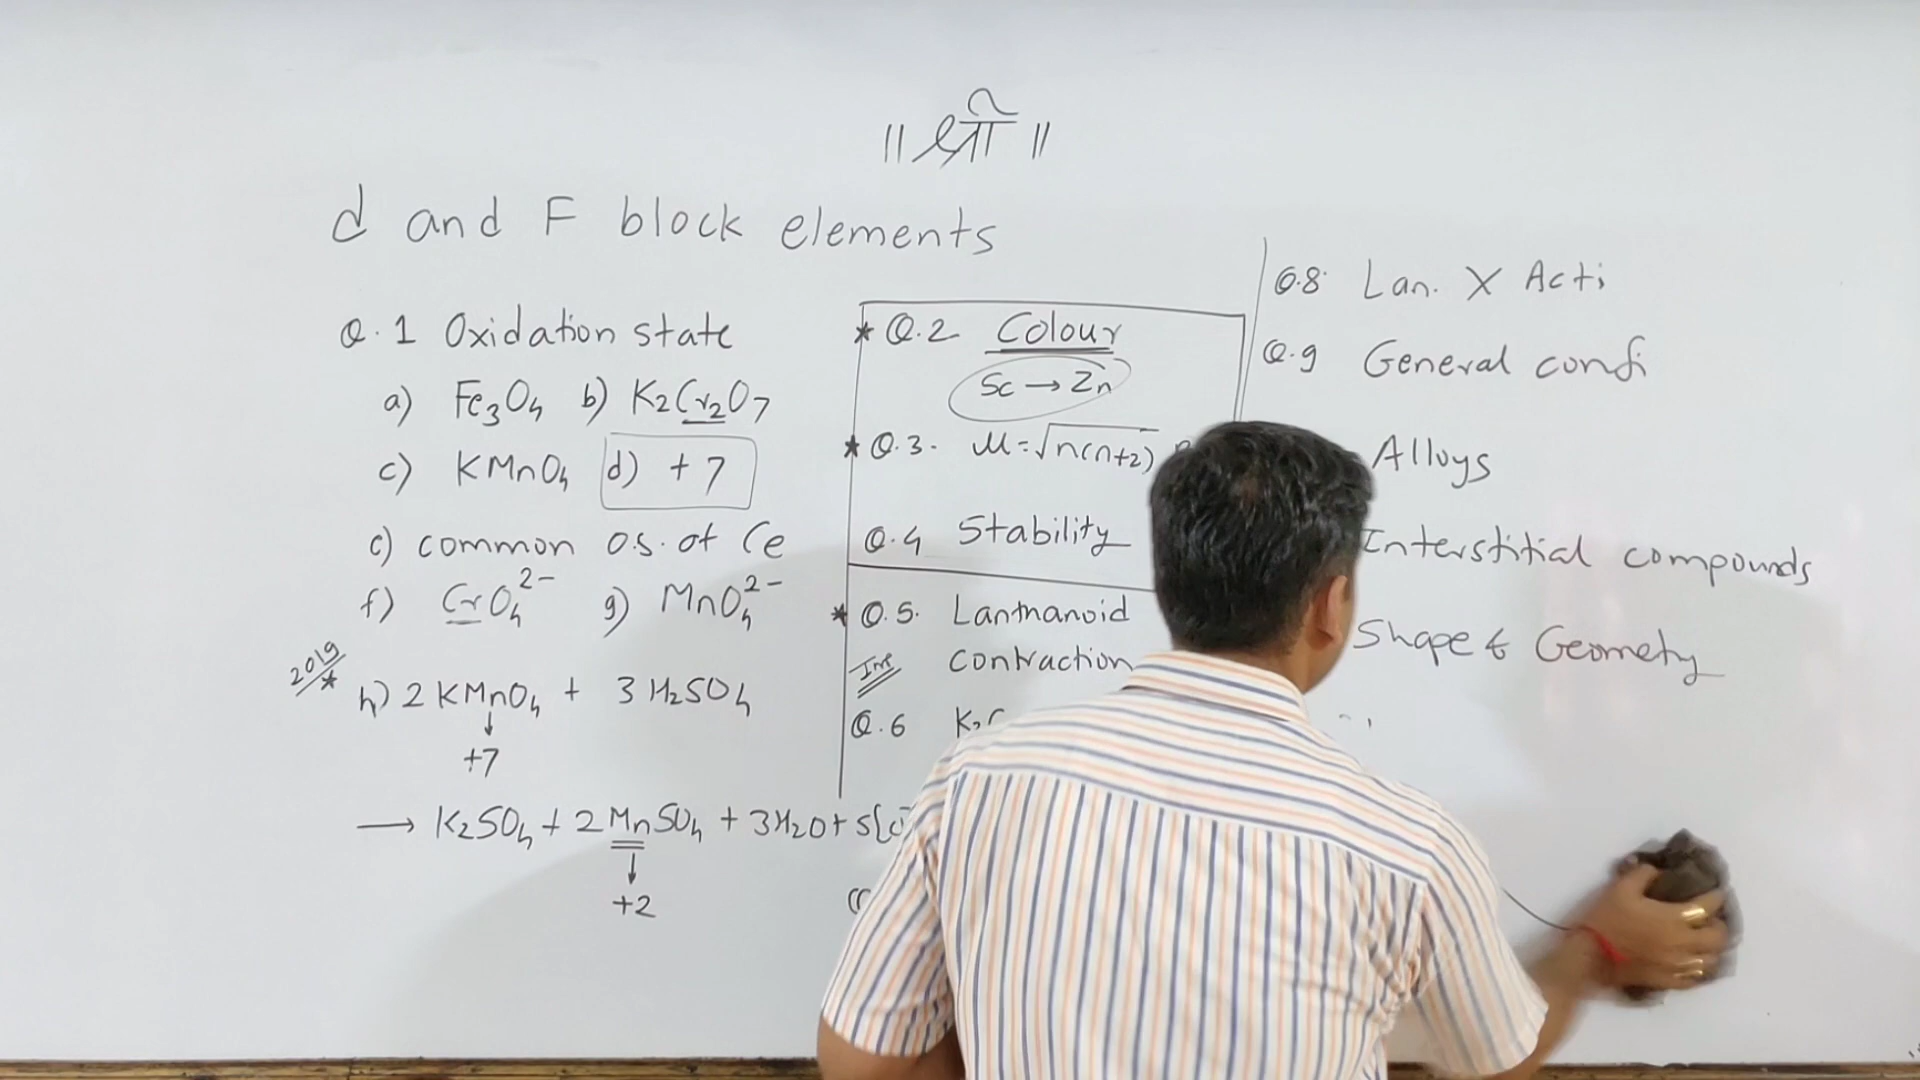 ॥ श्री ॥
d and F block elements
Q.1 Oxidation state
a) Fe3O4 b) K2Cr2O7
c) KMnO4 d) +7
c) common o.s. of Ce
f) CrO4 2- g) MnO4 2-
2019 *
h) 2 KMnO4 + 3 H2SO4
↓
+7
→ K2SO4 + 2 MnSO4 + 3H2O + 5[o]
↓
+2
* Q.2 Colour
Sc → Zn
* Q.3. μ = √n(n+2)
Q.4 Stability
* Q.5. Lanthanoid
Imp contraction
Q.6 K2C
Q.8 Lan. X Acti
Q.9 General confi
Alloys
Interstitial compounds
Shape & Geometry